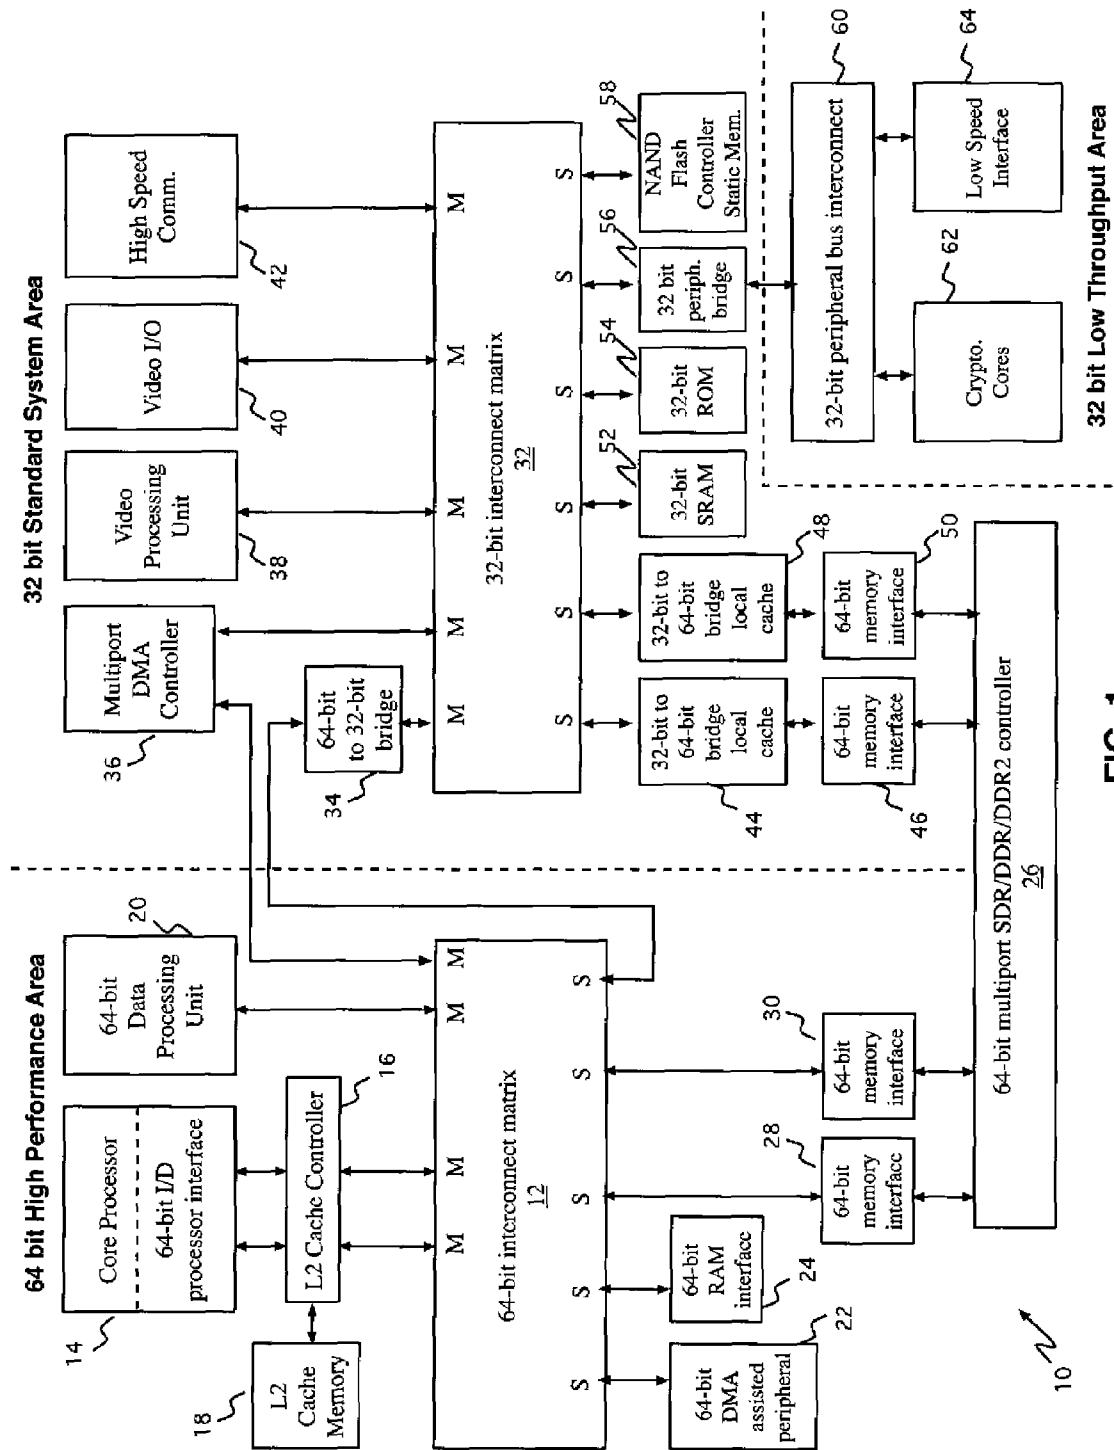 64 bit High Performance Area
32 bit Standard System Area
14
Core Processor
64-bit I/D
processor interface
64-bit
Data
Processing
Unit
20
36
Multiport
DMA
Controller
Video
Processing
Unit
38
Video I/O
40
High Speed
Comm.
42
18
L2
Cache
Memory
L2 Cache Controller
16
64-bit
to 32-bit
bridge
34
M
M
M
M
64-bit interconnect matrix
12
S
S
S
S
S
M
M
M
M
M
32-bit interconnect matrix
32
S
S
S
S
S
S
64-bit
DMA
assisted
peripheral
22
64-bit
RAM
interface
24
32-bit to
64-bit
bridge
local
cache
44
32-bit to
64-bit
bridge
local
cache
48
32-bit
SRAM
52
32-bit
ROM
54
32 bit
periph.
bridge
56
NAND
Flash
Controller
Static Mem.
58
28
64-bit
memory
interface
30
64-bit
memory
interface
64-bit
memory
interface
46
64-bit
memory
interface
50
32-bit peripheral bus interconnect
60
Crypto.
Cores
62
Low Speed
Interface
64
64-bit multiport SDR/DDR/DDR2 controller
26
10
32 bit Low Throughput Area
FIG. 1